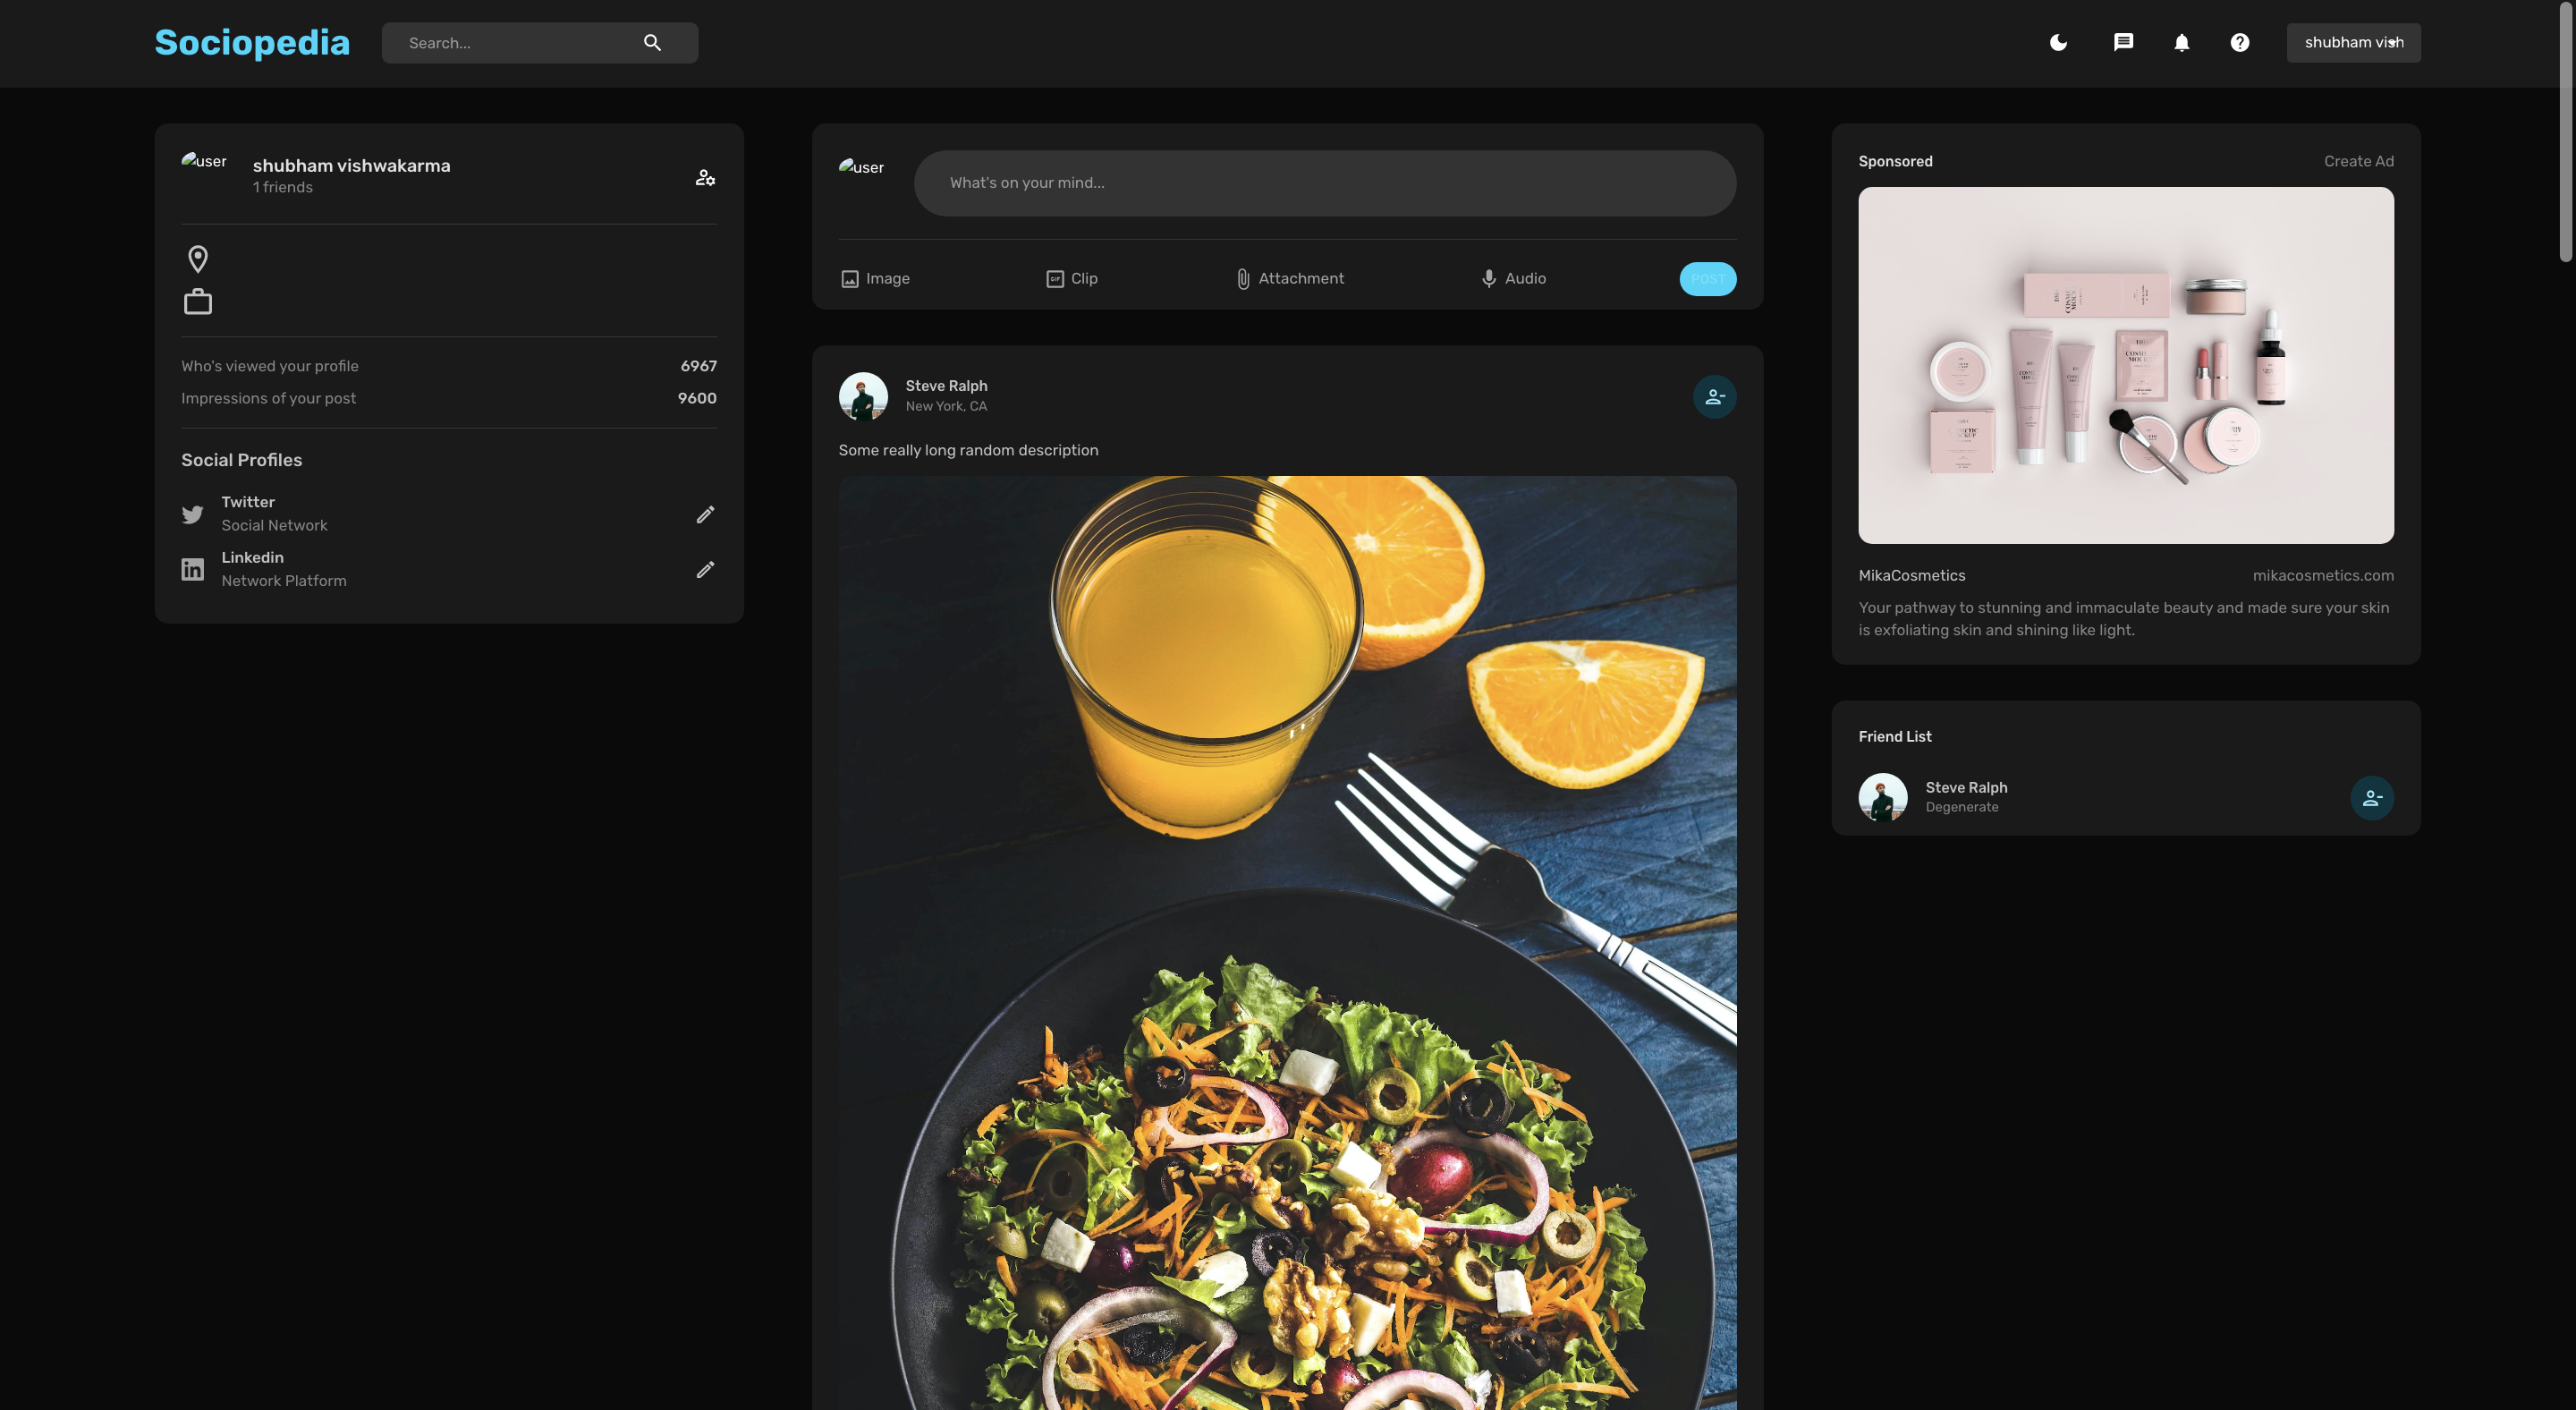 Sociopedia
Search...
shubham vish
user
shubham vishwakarma
1 friends
Who's viewed your profile
6967
Impressions of your post
9600
Social Profiles
Twitter
Social Network
Linkedin
Network Platform
user
What's on your mind...
Image
GIF
Clip
Attachment
Audio
POST
Steve Ralph
New York, CA
Some really long random description
Sponsored
Create Ad
MikaCosmetics
mikacosmetics.com
Your pathway to stunning and immaculate beauty and made sure your skin
is exfoliating skin and shining like light.
Friend List
Steve Ralph
Degenerate